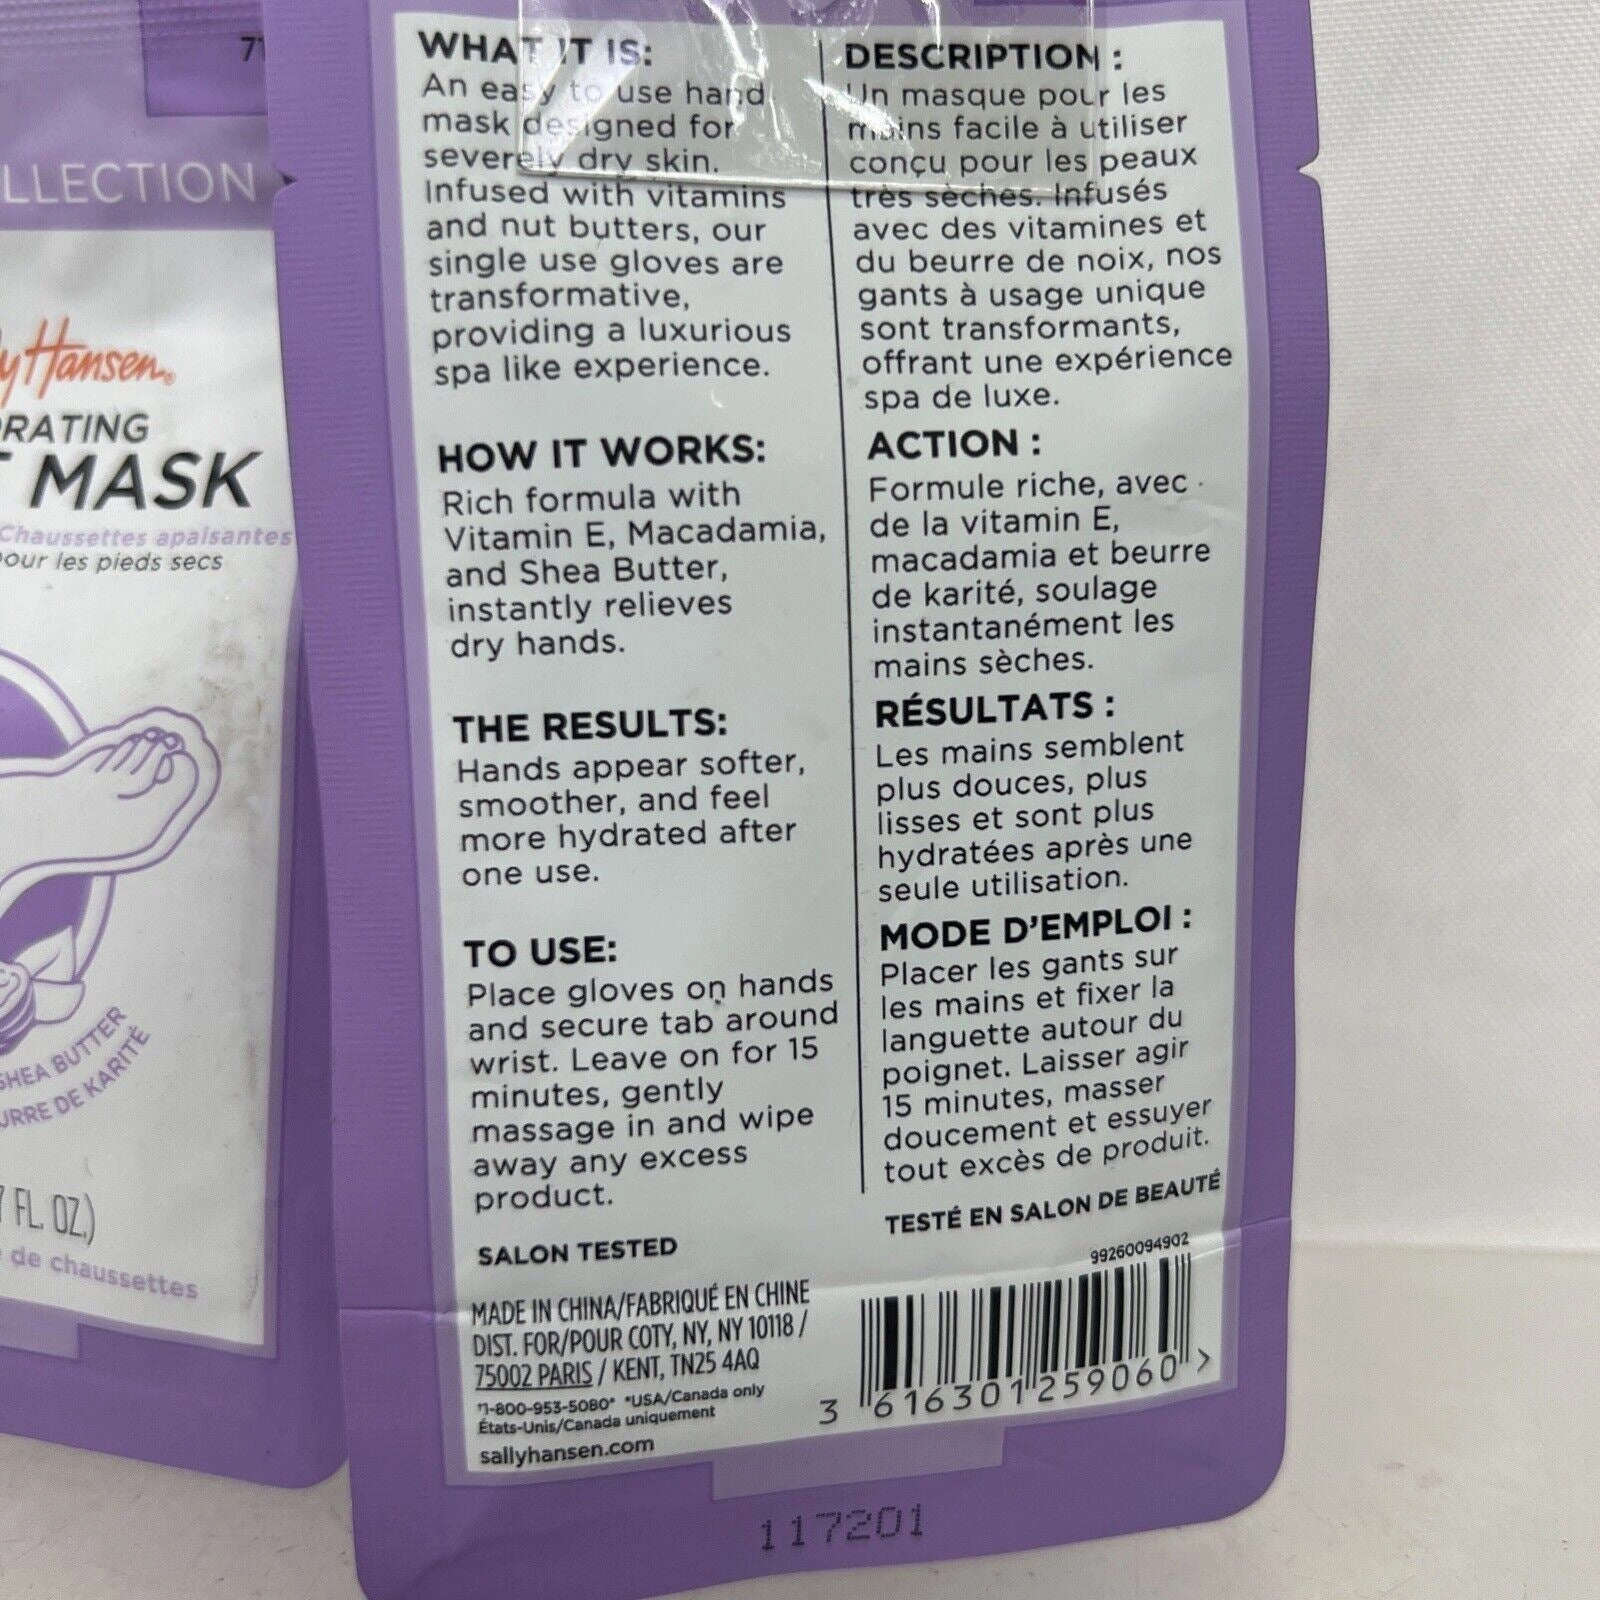 LLECTION
Hansen
RATING
MASK
Chaussettes apaisantes
pour les pieds secs
SHEA BUTTER
DE KARITÉ
FL. OZ.)
de chaussettes
WHAT IT IS:
An easy to use hand
mask designed for
severely dry skin.
Infused with vitamins
and nut butters, our
single use gloves are
transformative,
providing a luxurious
spa like experience.
HOW IT WORKS:
Rich formula with
Vitamin E, Macadamia,
and Shea Butter,
instantly relieves
dry hands.
THE RESULTS:
Hands appear softer,
smoother, and feel
more hydrated after
one use.
TO USE:
Place gloves on hands
and secure tab around
wrist. Leave on for 15
minutes, gently
massage in and wipe
away any excess
product.
SALON TESTED
MADE IN CHINA/FABRIQUÉ EN CHINE
DIST. FOR/POUR COTY, NY, NY 10118 /
75002 PARIS / KENT, TN25 4AQ
*1-800-953-5080* *USA/Canada only
États-Unis/Canada uniquement
sallyhansen.com
DESCRIPTION :
Un masque pour les
mains facile à utiliser
conçu pour les peaux
très sèches. Infusés
avec des vitamines et
du beurre de noix, nos
gants à usage unique
sont transformants,
offrant une expérience
spa de luxe.
ACTION :
Formule riche, avec
de la vitamin E,
macadamia et beurre
de karité, soulage
instantanément les
mains sèches.
RÉSULTATS :
Les mains semblent
plus douces, plus
lisses et sont plus
hydratées après une
seule utilisation.
MODE D'EMPLOI :
Placer les gants sur
les mains et fixer la
languette autour du
poignet. Laisser agir
15 minutes, masser
doucement et essuyer
tout excès de produit.
TESTÉ EN SALON DE BEAUTÉ
99260094902
3 616301 259060 >
117201